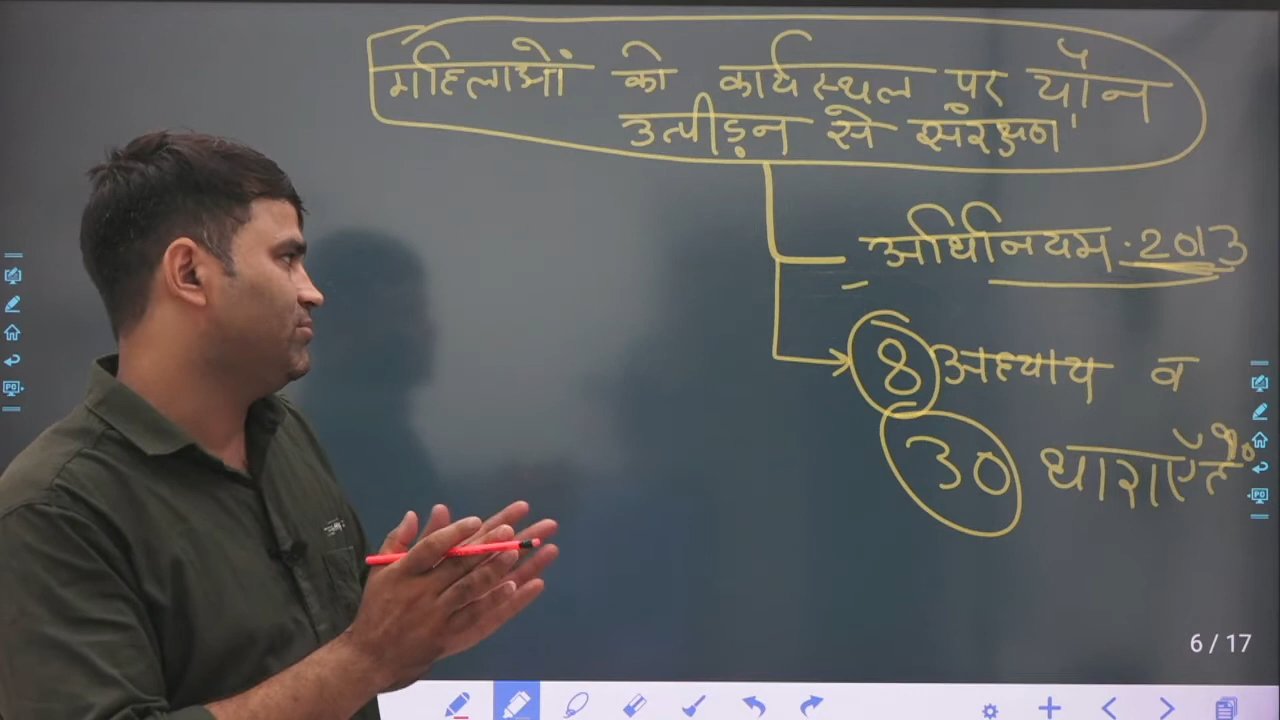 महिलाओं को कार्यस्थल पर यौन
उत्पीड़न से संरक्षण
अधिनियम. 2013
8 अध्याय व
30 धाराएँ हैं
6 / 17